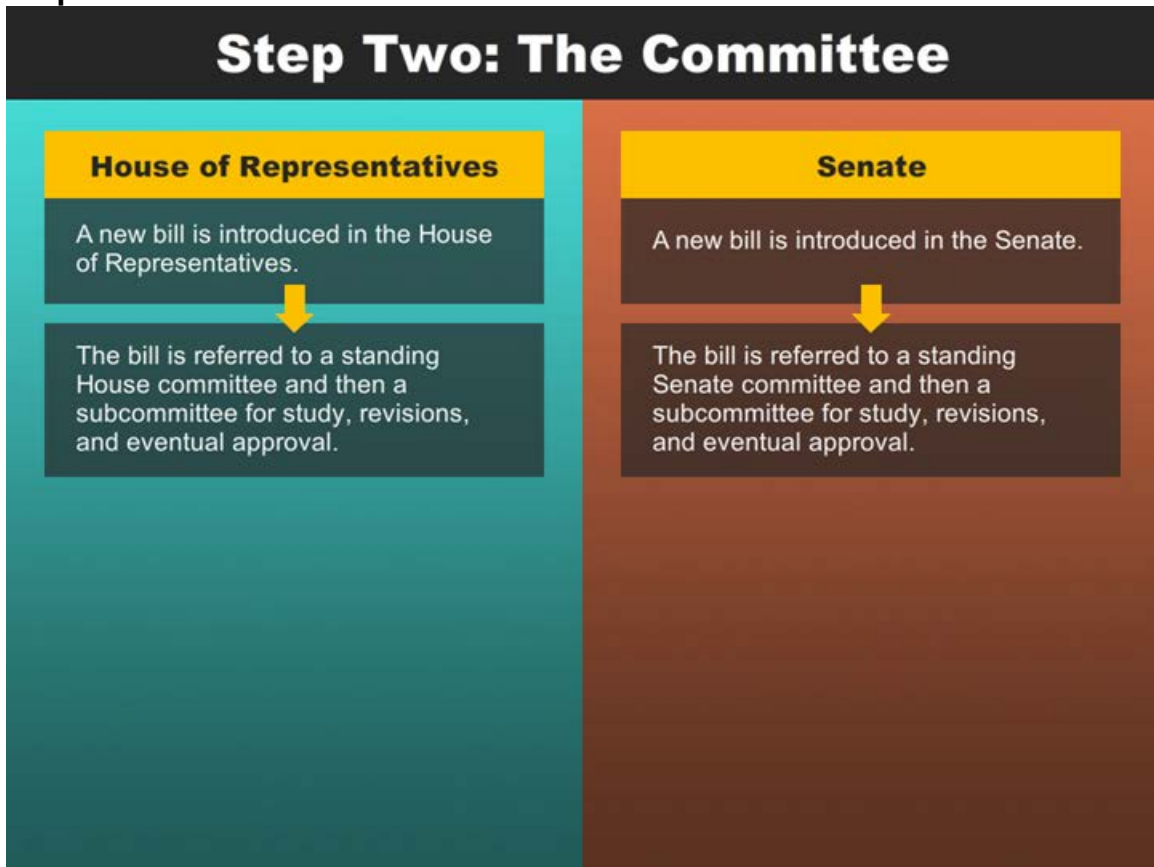 Step Two: The Committee
House of Representatives
A new bill is introduced in the House
of Representatives.
The bill is referred to a standing
House committee and then a
subcommittee for study, revisions,
and eventual approval.
Senate
A new bill is introduced in the Senate.
The bill is referred to a standing
Senate committee and then a
subcommittee for study, revisions,
and eventual approval.